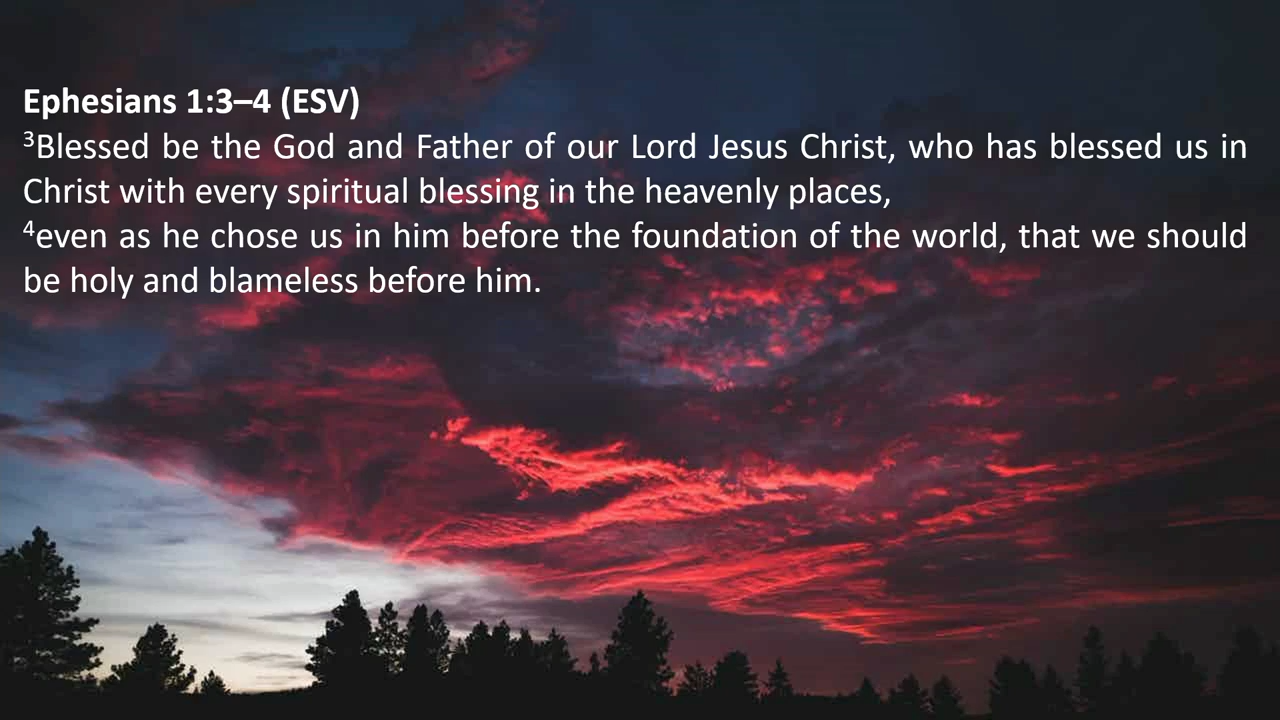 Ephesians 1:3–4 (ESV)
³Blessed be the God and Father of our Lord Jesus Christ, who has blessed us in
Christ with every spiritual blessing in the heavenly places,
⁴even as he chose us in him before the foundation of the world, that we should
be holy and blameless before him.